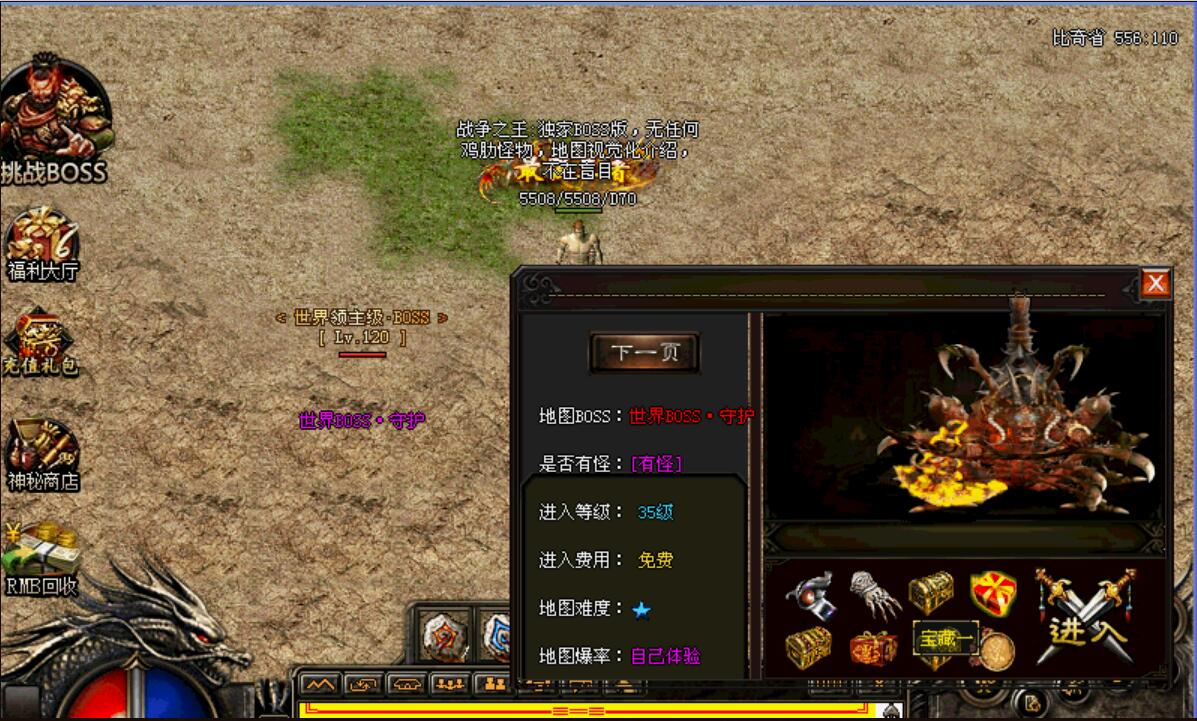 比奇省 556:110
挑战BOSS
福利大厅
充值礼包
神秘商店
RMB回收
战争之王:独家BOSS版，无任何
鸡肋怪物，地图视觉化介绍，
不在盲目
5508/5508/D70
< 世界领主级·BOSS >
[ Lv.120 ]
世界BOSS·守护
下一页
地图BOSS：世界BOSS·守护
是否有怪：[有怪]
进入等级： 35级
进入费用： 免费
地图难度：
地图爆率：自己体验
宝藏一
进入